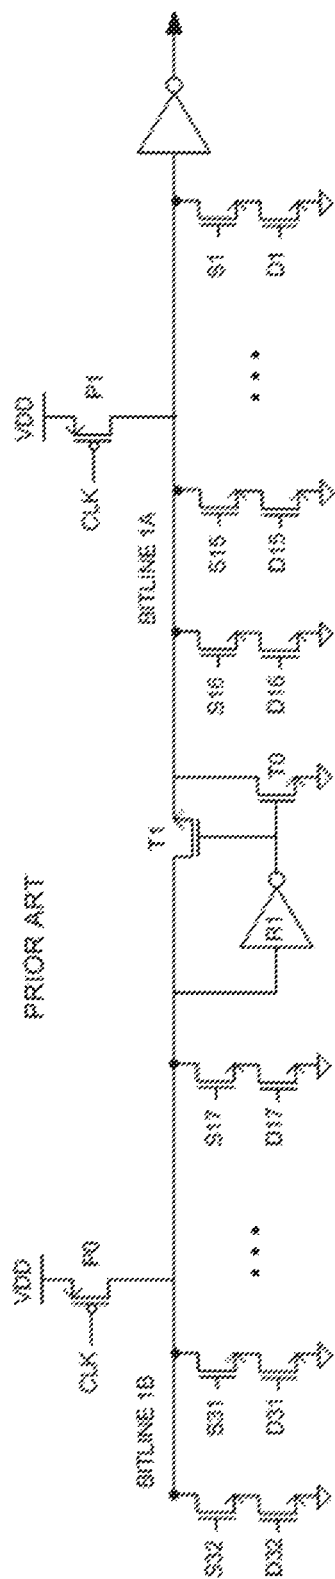 PRIOR ART
VDD
CLK
P0
VDD
CLK
P1
BITLINE 1B
BITLINE 1A
T1
S32
D32
S31
D31
S17
D17
R1
T0
S16
D16
S15
D15
S1
D1